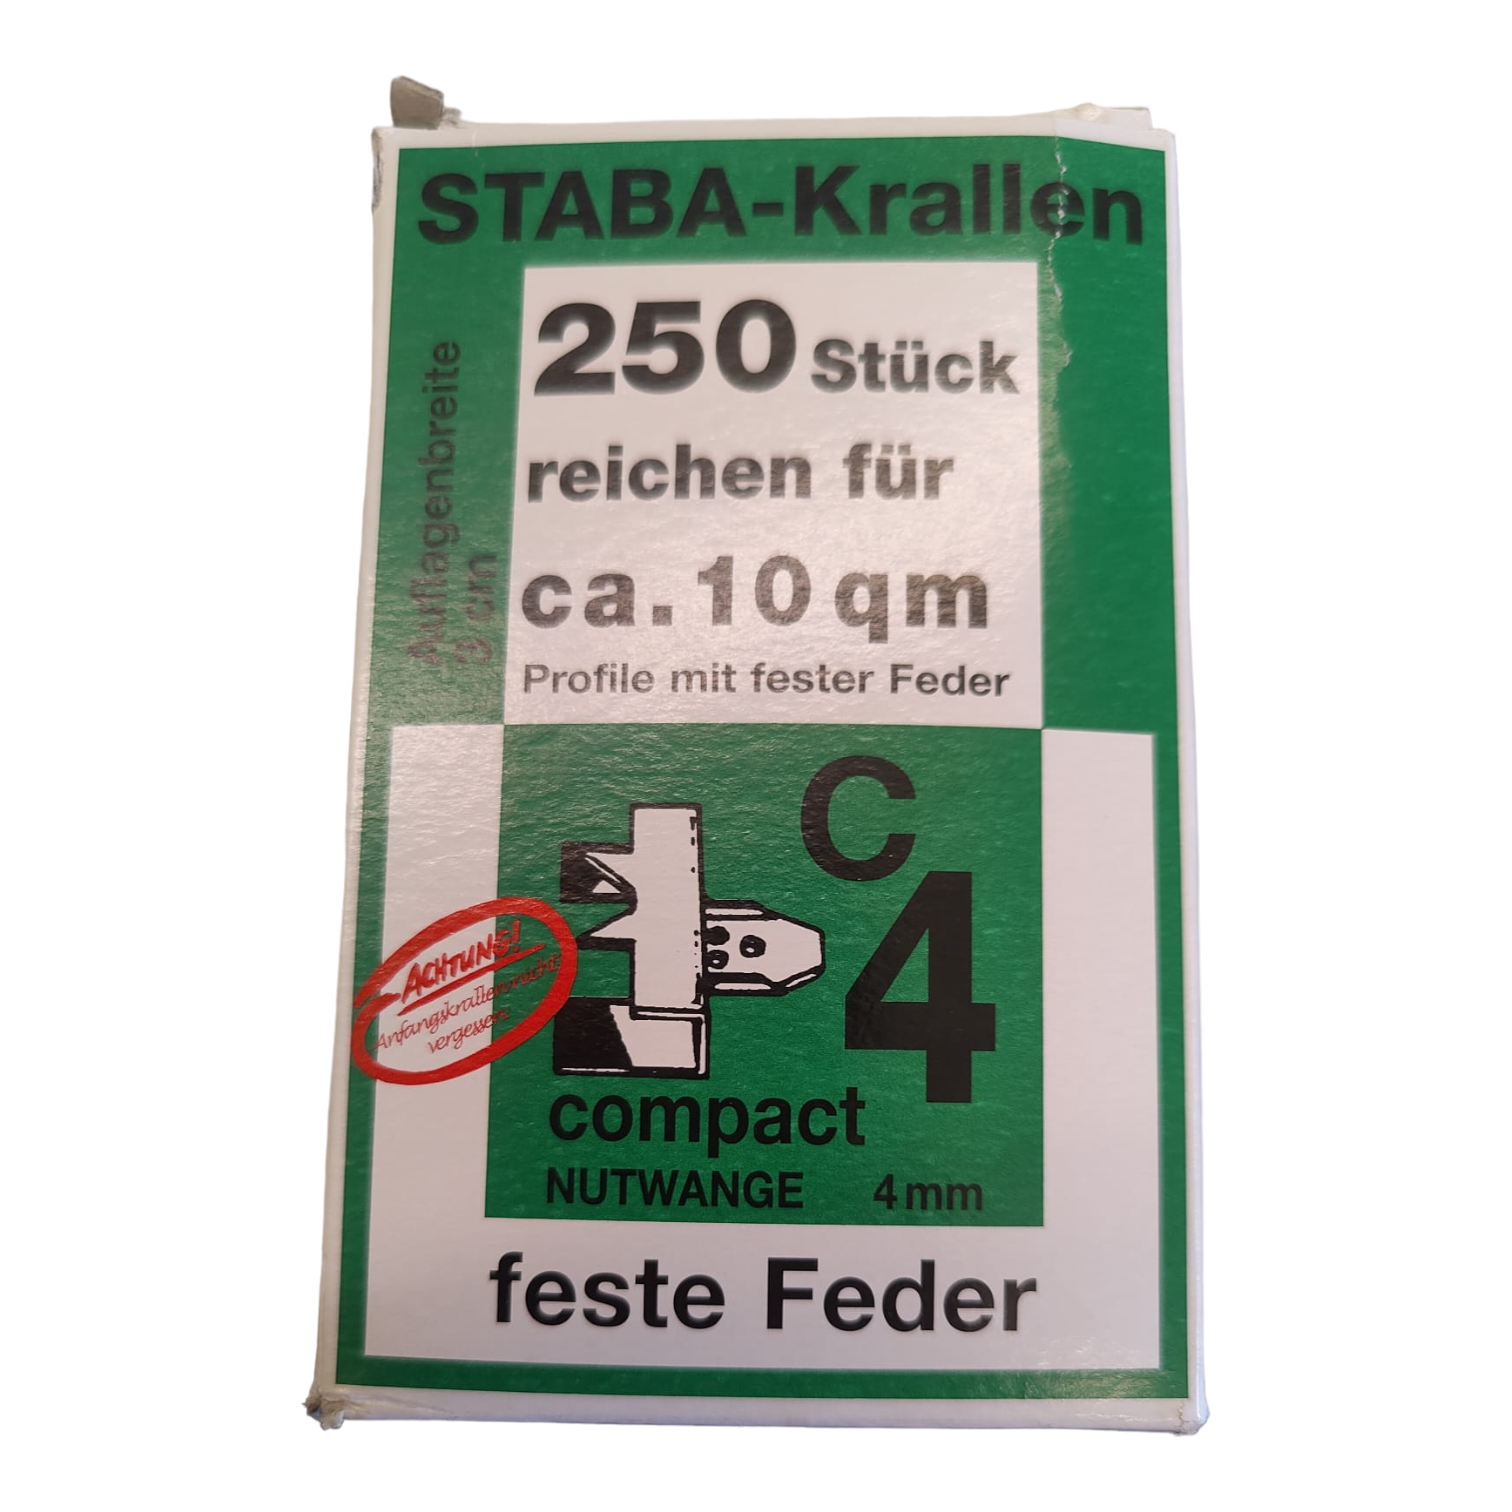 STABA-Krallen
Auflagenbreite
3 cm
250 Stück
reichen für
ca. 10 qm
Profile mit fester Feder
C
4
ACHTUNG!
Anfangskrallen nicht
vergessen
compact
NUTWANGE 4 mm
feste Feder